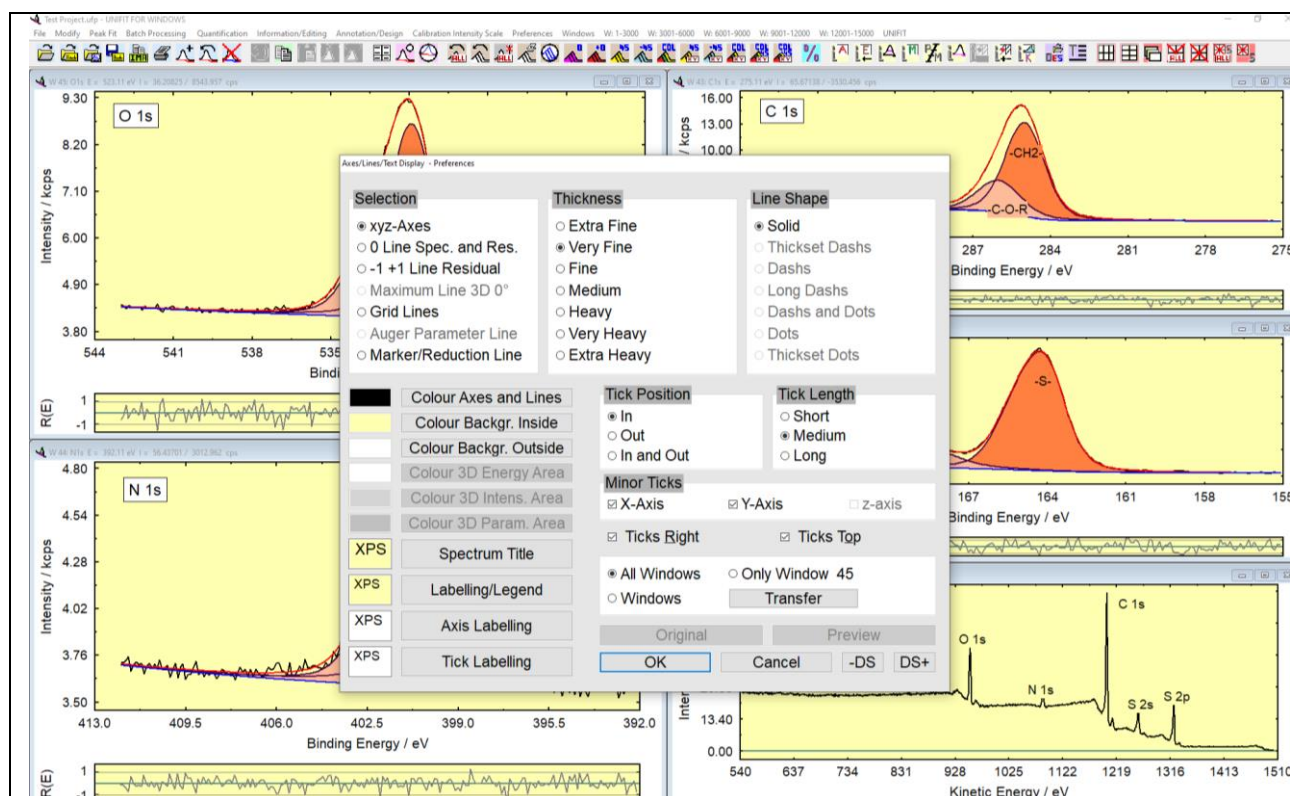 Test Project.ufp - UNIFIT FOR WINDOWS
File Modify Peak Fit Batch Processing Quantification Information/Editing Annotation/Design Calibration Intensity Scale Preferences Windows W: 1-3000 W: 3001-6000 W: 6001-9000 W: 9001-12000 W: 12001-15000 UNIFIT
O 1s
9.30
8.20
7.10
6.00
4.90
3.80
Intensity / kcps
544 541 538 535
Bindi
R(E)
1
-1
C 1s
16.00
13.00
10.00
/ kcps
-CH2-
-C-O-R
287 284 281 278 275
Binding Energy / eV
Axes/Lines/Text Display - Preferences
Selection
xyz-Axes
0 Line Spec. and Res.
-1 +1 Line Residual
Maximum Line 3D 0°
Grid Lines
Auger Parameter Line
Marker/Reduction Line
Thickness
Extra Fine
Very Fine
Fine
Medium
Heavy
Very Heavy
Extra Heavy
Line Shape
Solid
Thickset Dashs
Dashs
Long Dashs
Dashs and Dots
Dots
Thickset Dots
Colour Axes and Lines
Colour Backgr. Inside
Colour Backgr. Outside
Colour 3D Energy Area
Colour 3D Intens. Area
Colour 3D Param. Area
XPS Spectrum Title
XPS Labelling/Legend
XPS Axis Labelling
XPS Tick Labelling
Tick Position
In
Out
In and Out
Tick Length
Short
Medium
Long
Minor Ticks
X-Axis Y-Axis z-axis
Ticks Right Ticks Top
All Windows Only Window 45
Windows Transfer
Original Preview
OK Cancel -DS DS+
-S-
167 164 161 158 155
Binding Energy / eV
N 1s
4.80
4.54
4.28
4.02
3.76
3.50
Intensity / kcps
413.0 409.5 406.0 402.5 399.0 395.5 392.0
Binding Energy / eV
R(E)
1
-1
O 1s
N 1s
C 1s
S 2s
S 2p
13.40
0.00
Inte
540 637 734 831 928 1025 1122 1219 1316 1413 1510
Kinetic Energy / eV